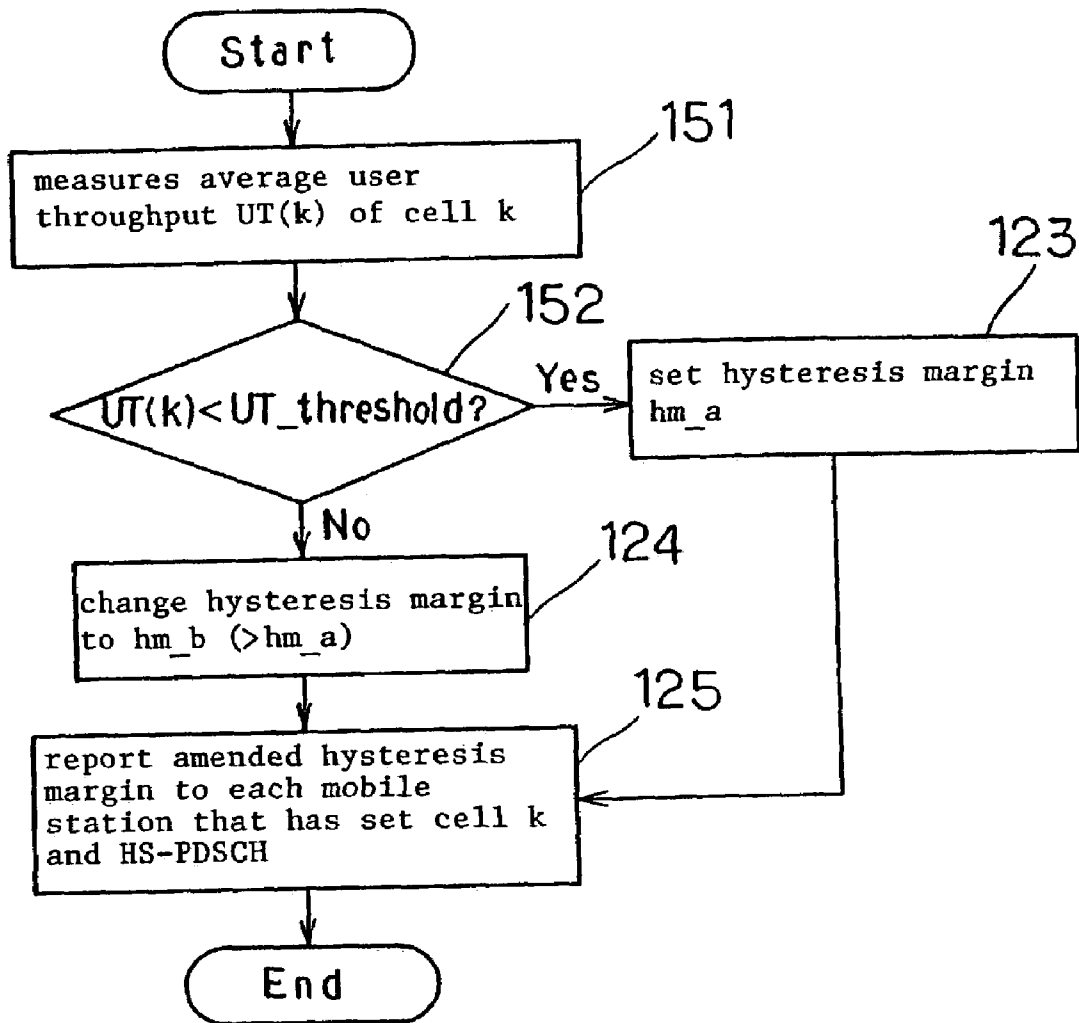 Start
151
measures average user
throughput UT(k) of cell k
152
UT(k)<UT_threshold?
Yes
123
set hysteresis margin
hm_a
No
124
change hysteresis margin
to hm_b (>hm_a)
125
report amended hysteresis
margin to each mobile
station that has set cell k
and HS-PDSCH
End